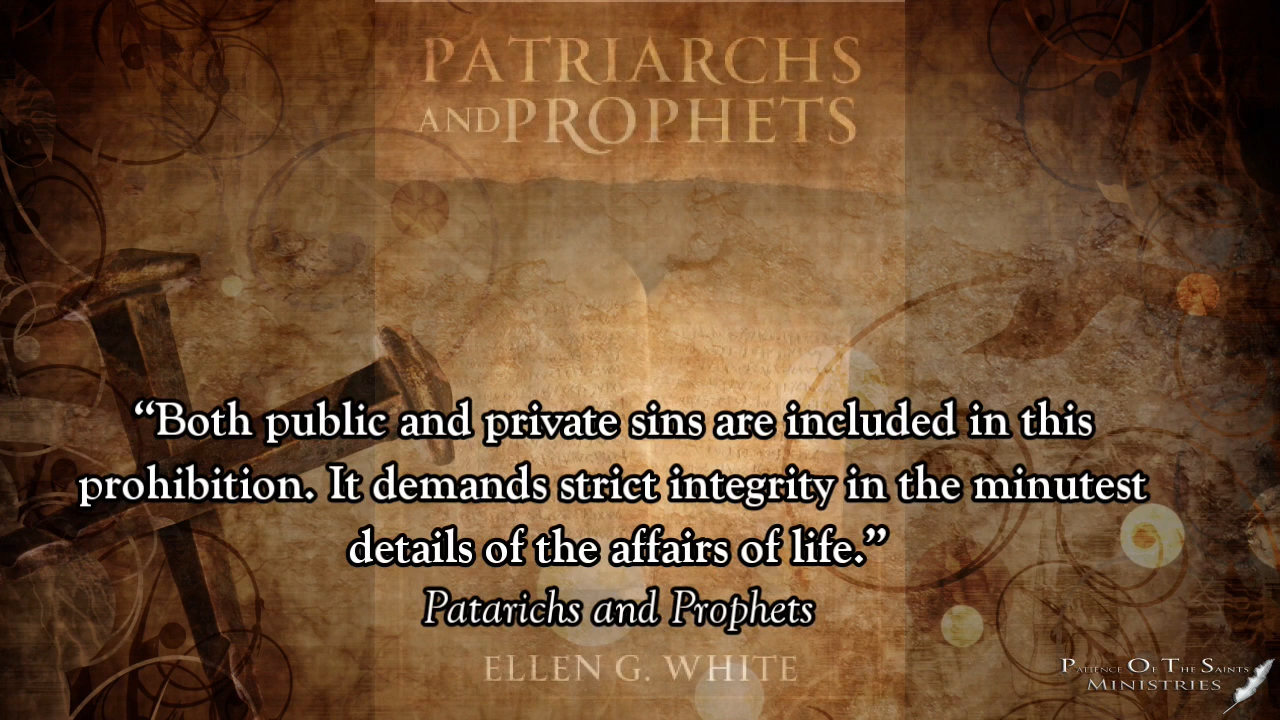 PATRIARCHS
AND PROPHETS
“Both public and private sins are included in this
prohibition. It demands strict integrity in the minutest
details of the affairs of life.”
Patarichs and Prophets
ELLEN G. WHITE
PATIENCE OF THE SAINTS
MINISTRIES